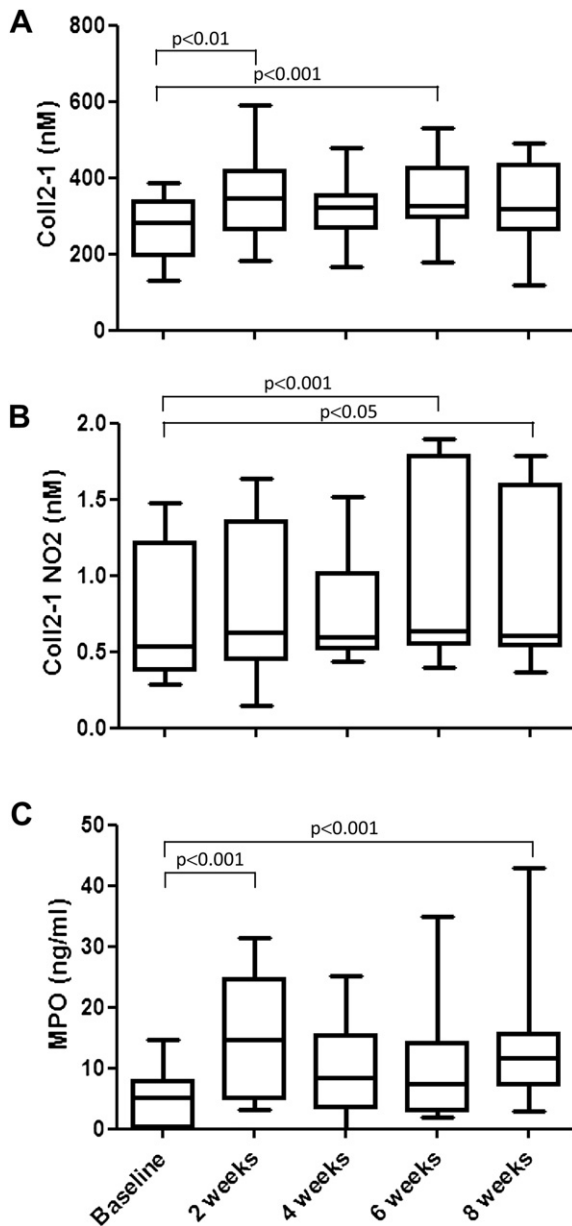 A
800
p<0.01
p<0.001
600
400
200
0
Coll2-1 (nM)
B
p<0.001
p<0.05
2.0
1.5
1.0
0.5
0.0
Coll2-1 NO2 (nM)
C
50
p<0.001
p<0.001
40
30
20
10
0
MPO (ng/ml)
Baseline
2 weeks
4 weeks
6 weeks
8 weeks